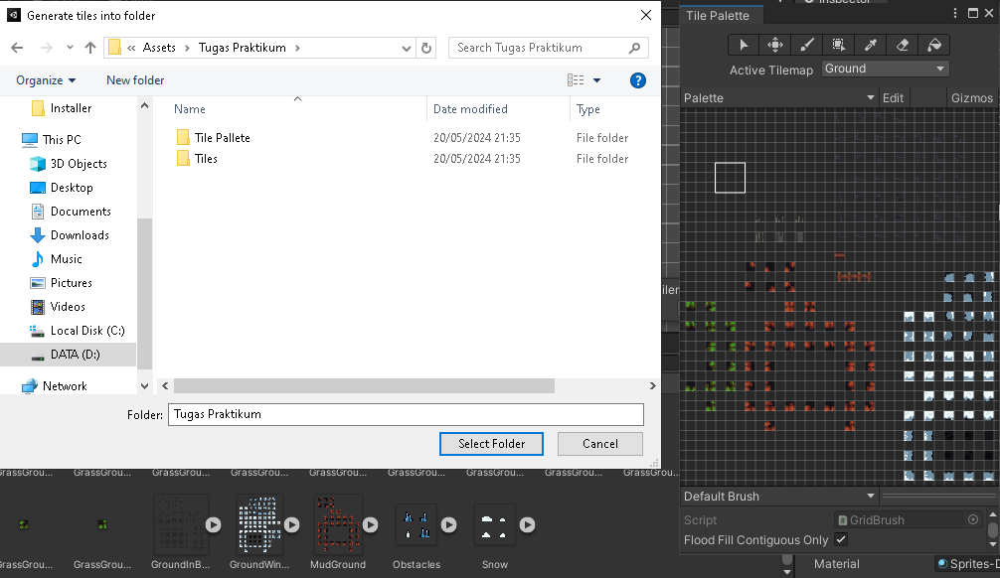 Generate tiles into folder
« Assets > Tugas Praktikum >
Search Tugas Praktikum
Organize
New folder
?
Name
Date modified
Type
Installer
This PC
3D Objects
Desktop
Documents
Downloads
Music
Pictures
Videos
Local Disk (C:)
DATA (D:)
Network
Tile Pallete 20/05/2024 21:35 File folder
Tiles 20/05/2024 21:35 File folder
Folder: Tugas Praktikum
Select Folder
Cancel
GrassGrou... GrassGrou... GrassGrou... GrassGrou... GrassGrou... GrassGrou... GrassGrou... GrassGrou... GrassGrou...
GrassGrou... GrassGrou... GroundInB... GroundWin... MudGround Obstacles Snow
Inspector
Tile Palette
Active Tilemap Ground
Palette Edit Gizmos
Default Brush
Script GridBrush
Flood Fill Contiguous Only
Material Sprites-